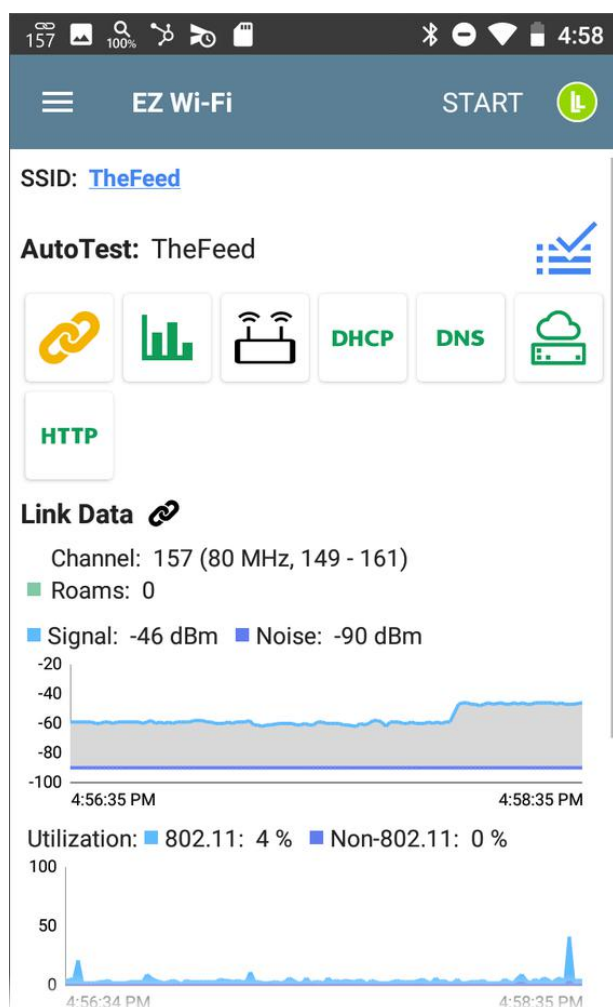 157 100% 4:58
EZ Wi-Fi START LL
SSID: TheFeed
AutoTest: TheFeed
DHCP DNS
HTTP
Link Data
Channel: 157 (80 MHz, 149 - 161)
Roams: 0
Signal: -46 dBm Noise: -90 dBm
-20
-40
-60
-80
-100
4:56:35 PM 4:58:35 PM
Utilization: 802.11: 4 % Non-802.11: 0 %
100
50
0
4:56:34 PM 4:58:35 PM